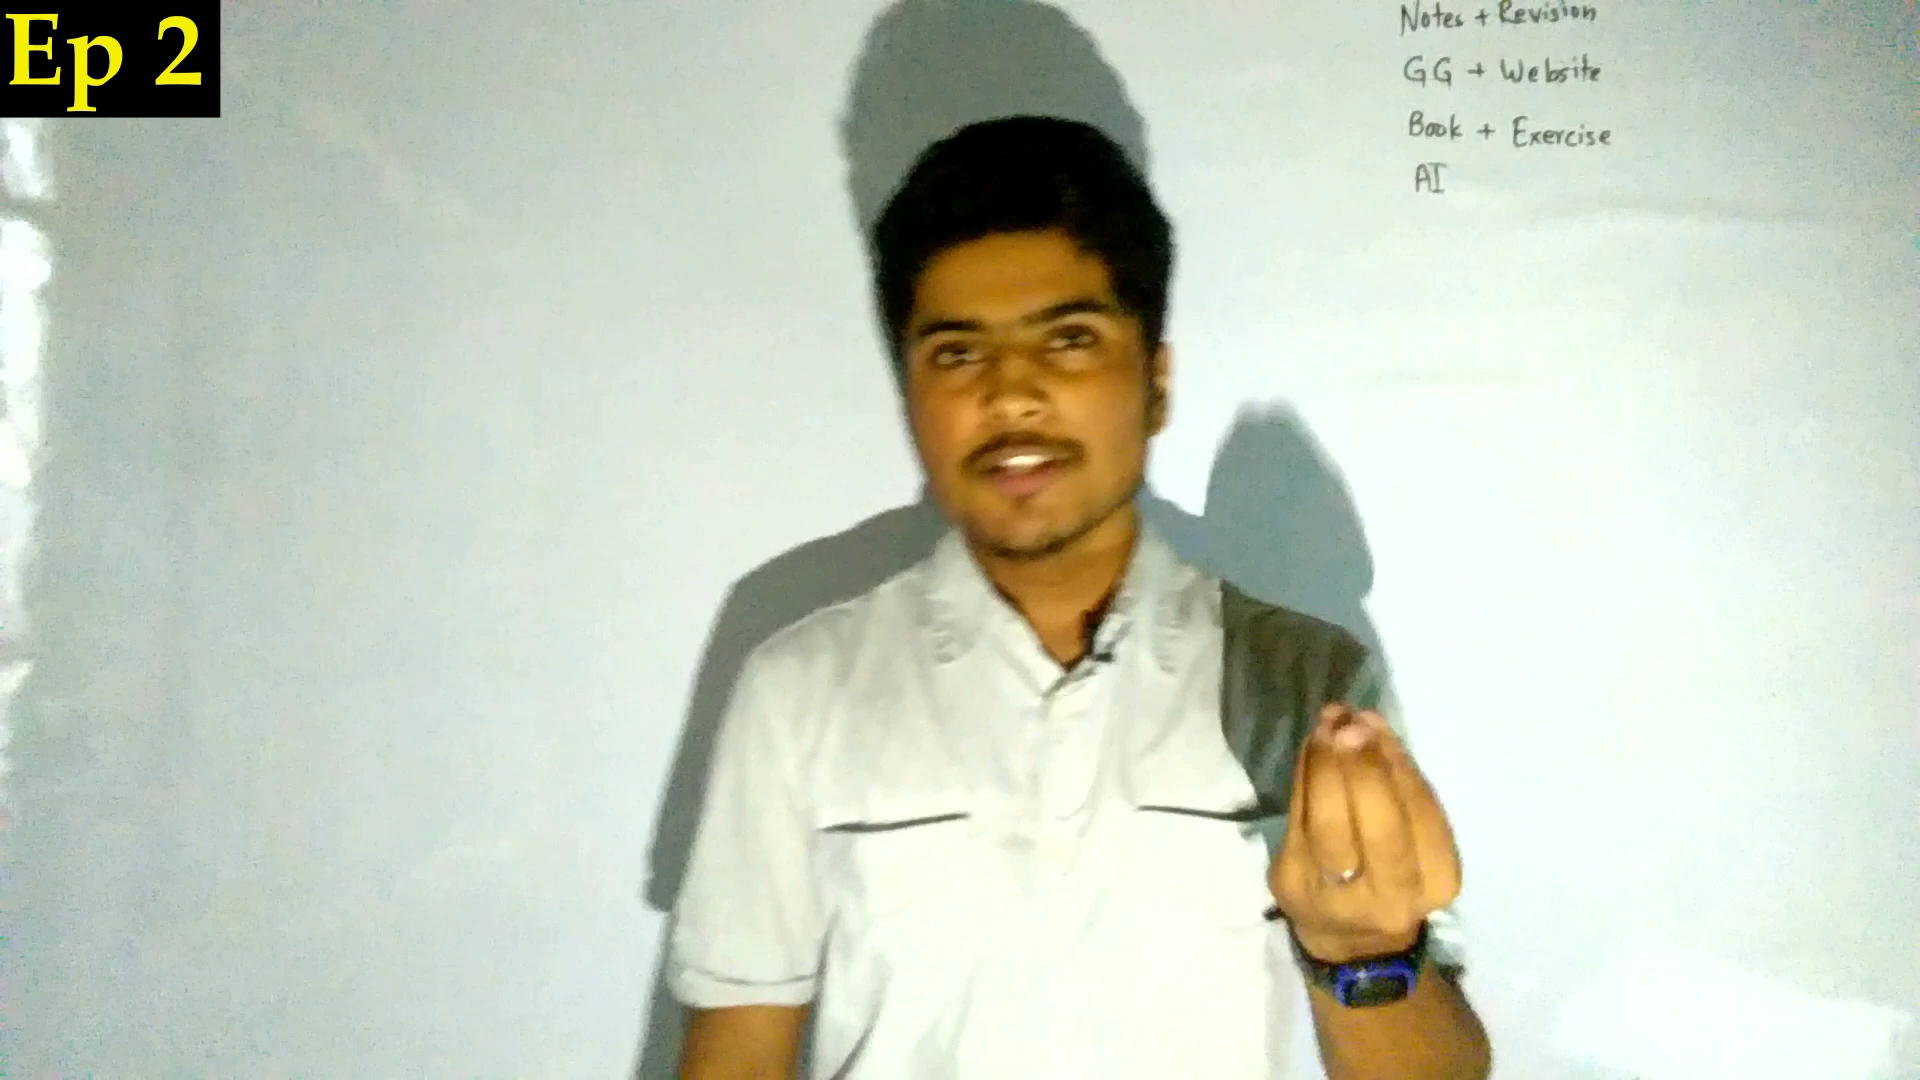 Ep 2
Notes + Revision
GG + Website
Book + Exercise
AI